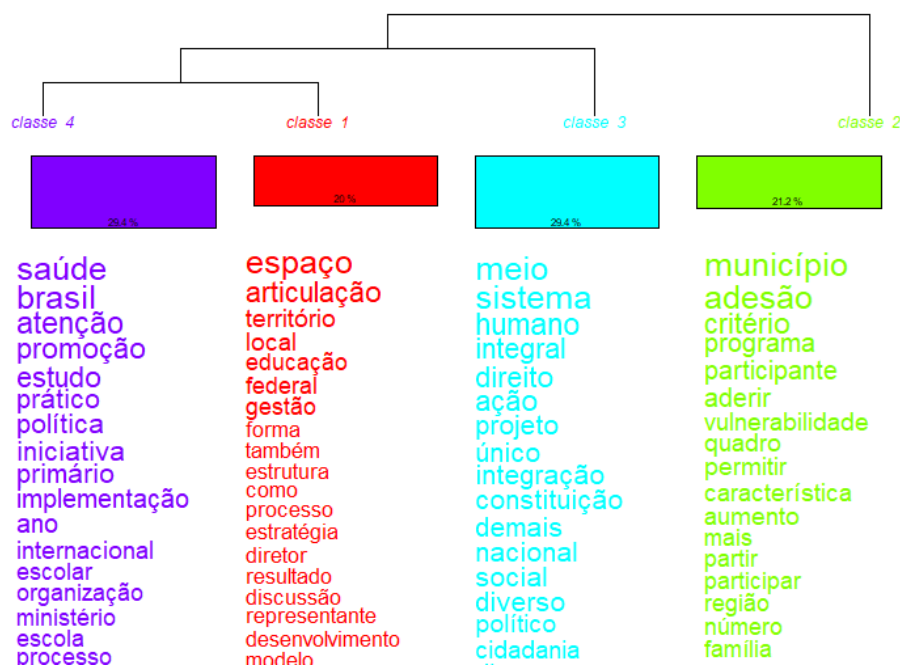 classe 4
classe 1
classe 3
classe 2
29.4 %
20 %
29.4 %
21.2 %
saúde
brasil
atenção
promoção
estudo
prático
política
iniciativa
primário
implementação
ano
internacional
escolar
organização
ministério
escola
processo
espaço
articulação
território
local
educação
federal
gestão
forma
também
estrutura
como
processo
estratégia
diretor
resultado
discussão
representante
desenvolvimento
modelo
meio
sistema
humano
integral
direito
ação
projeto
único
integração
constituição
demais
nacional
social
diverso
político
cidadania
município
adesão
critério
programa
participante
aderir
vulnerabilidade
quadro
permitir
característica
aumento
mais
partir
participar
região
número
família